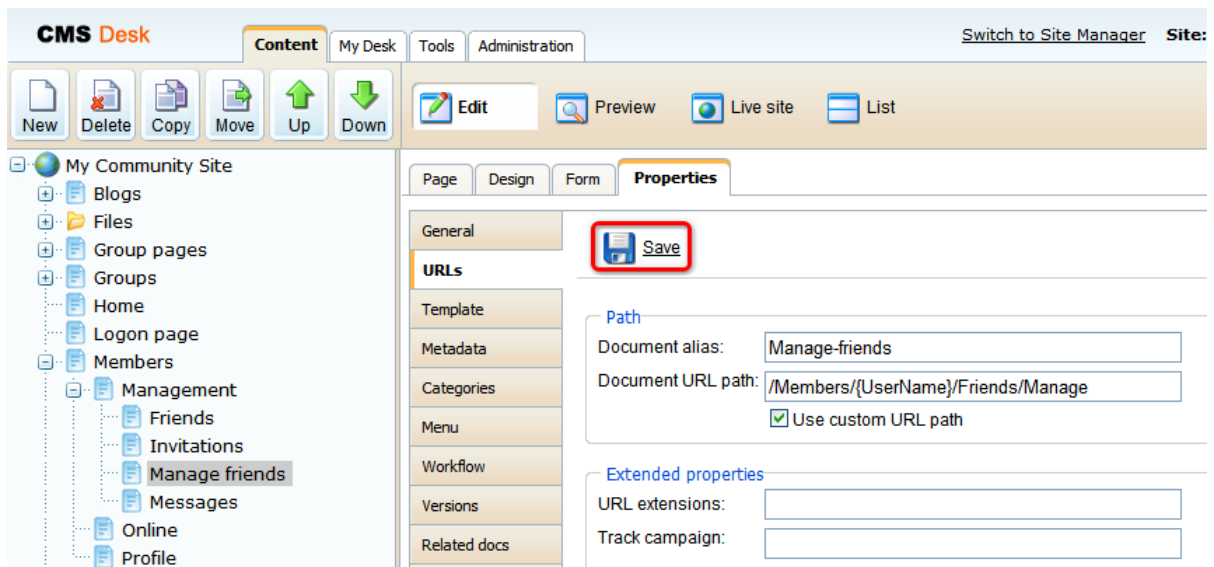 CMS Desk
Content My Desk Tools Administration
Switch to Site Manager Site:
New Delete Copy Move Up Down
Edit Preview Live site List
My Community Site
Blogs
Files
Group pages
Groups
Home
Logon page
Members
Management
Friends
Invitations
Manage friends
Messages
Online
Profile
Page Design Form Properties
General
URLs
Template
Metadata
Categories
Menu
Workflow
Versions
Related docs
Save
Path
Document alias: Manage-friends
Document URL path: /Members/{UserName}/Friends/Manage
Use custom URL path
Extended properties
URL extensions:
Track campaign: